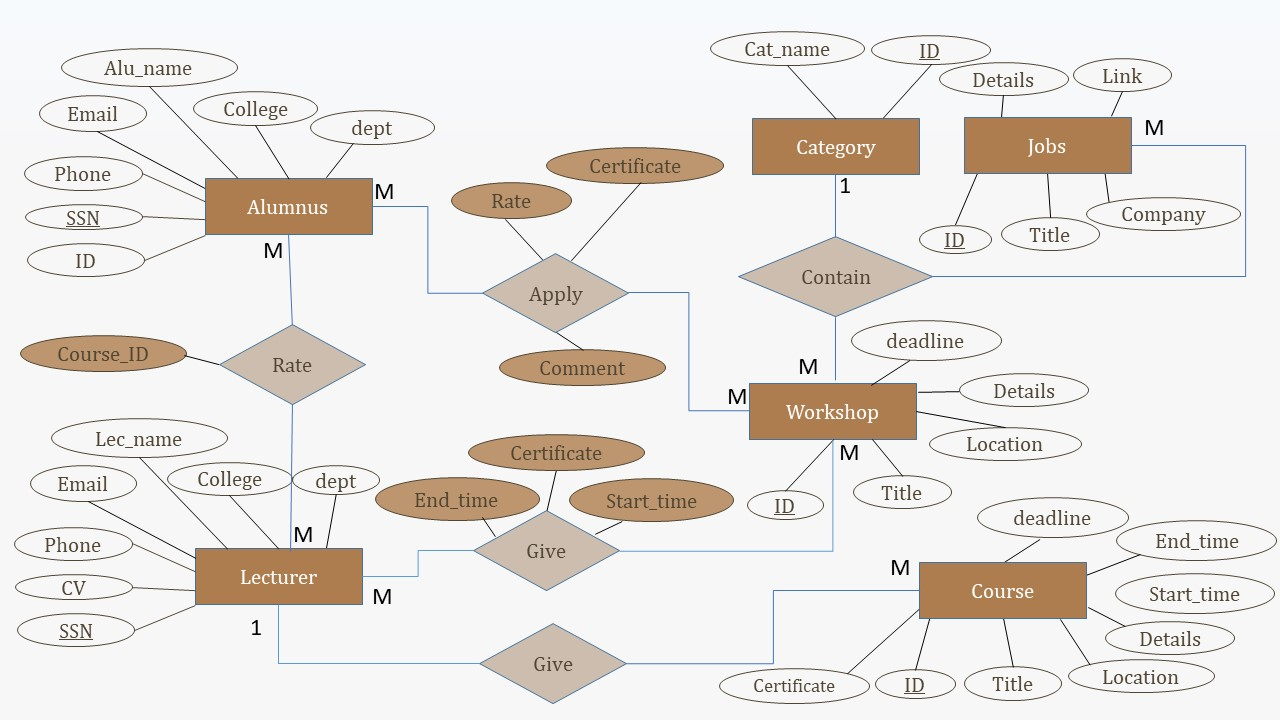 Cat_name
ID
Alu_name
Details
Link
Email
College
dept
M
Category
Jobs
Certificate
Phone
M
1
Rate
Alumnus
SSN
Company
ID
Title
M
ID
Contain
Apply
deadline
Course_ID
Rate
Comment
M
M
Details
Workshop
Lec_name
Location
Certificate
M
College
dept
Email
End_time
Start_time
Title
ID
deadline
M
Phone
End_time
Give
M
Lecturer
CV
M
Course
Start_time
1
SSN
Details
Give
Location
Certificate
ID
Title